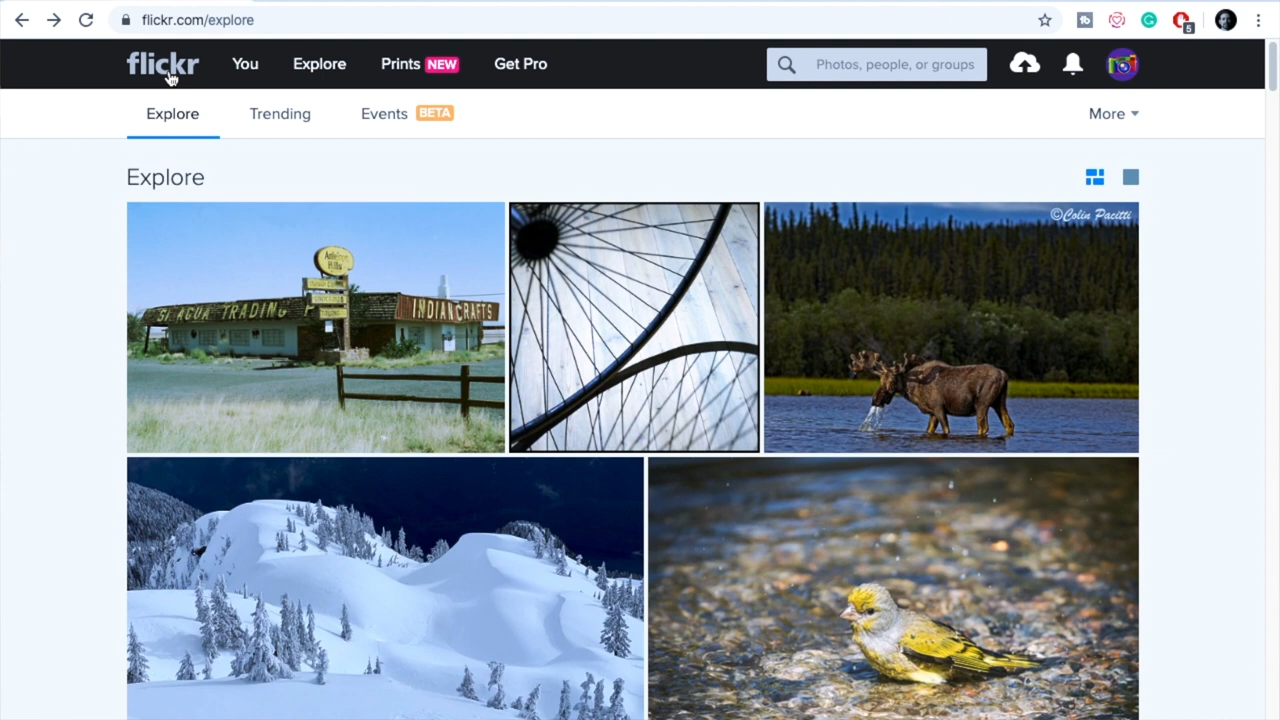 flickr.com/explore
5
flickr You Explore Prints NEW Get Pro Photos, people, or groups
Explore Trending Events BETA More
Explore
©Colin Pacitti
TRADING
INDIAN CRAFTS